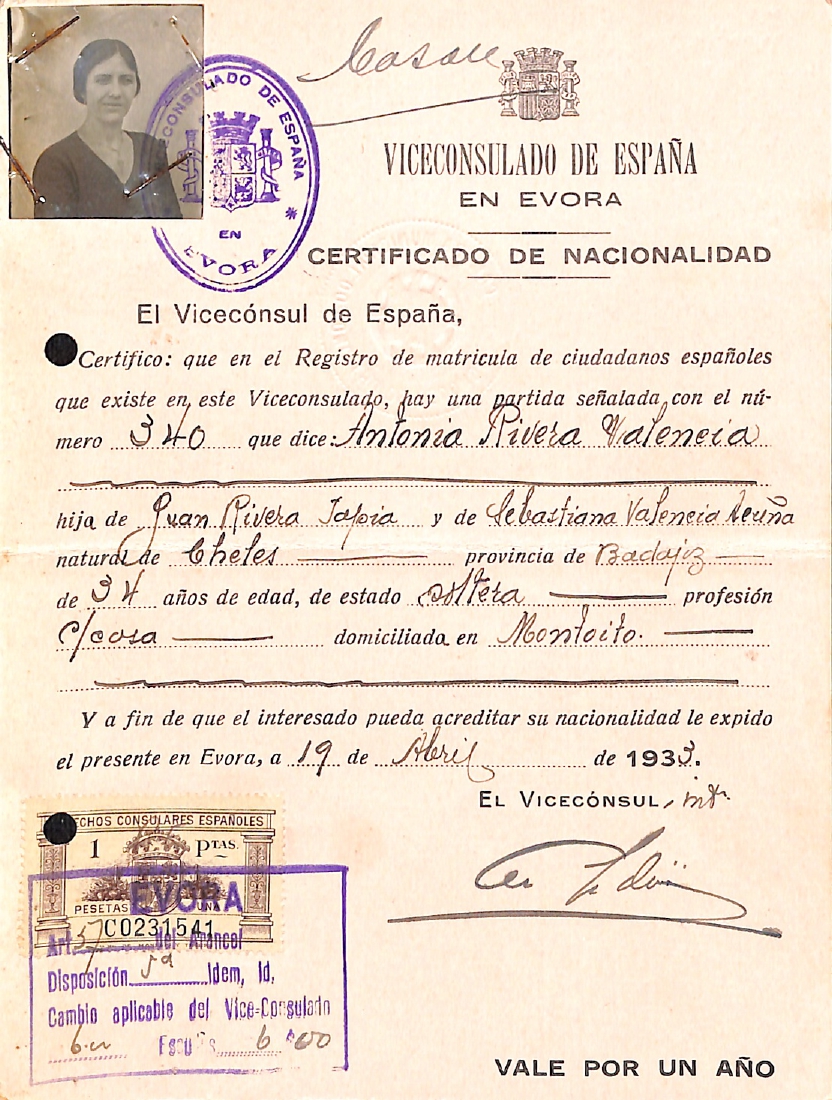 VICECONSULADO DE ESPAÑA
EN EVORA
VICECONSULADO DE ESPAÑA
EN EVORA
CERTIFICADO DE NACIONALIDAD
El Vicecónsul de España,
Certifico: que en el Registro de matricula de ciudadanos españoles
que existe en este Viceconsulado, hay una partida señalada con el nú-
mero 340 que dice: Antonia Rivera Valencia
hija de Juan Rivera Tapia y de Sebastiana Valencia Acuña
natural de Cheles provincia de Badajoz
de 34 años de edad, de estado soltera profesión
c/cosa domiciliada en Montoito.
Y a fin de que el interesado pueda acreditar su nacionalidad le expido
el presente en Evora, a 19 de Abril de 1933.
EL VICECÓNSUL, intº
ECHOS CONSULARES ESPAÑOLES
1 PTAS.
PESETAS UNA
C0231541
EVORA
Art. 57 del Arancel
Disposición 5ª Idem, Id.
Cambio aplicable del Vice-Consulado
6$00
VALE POR UN AÑO